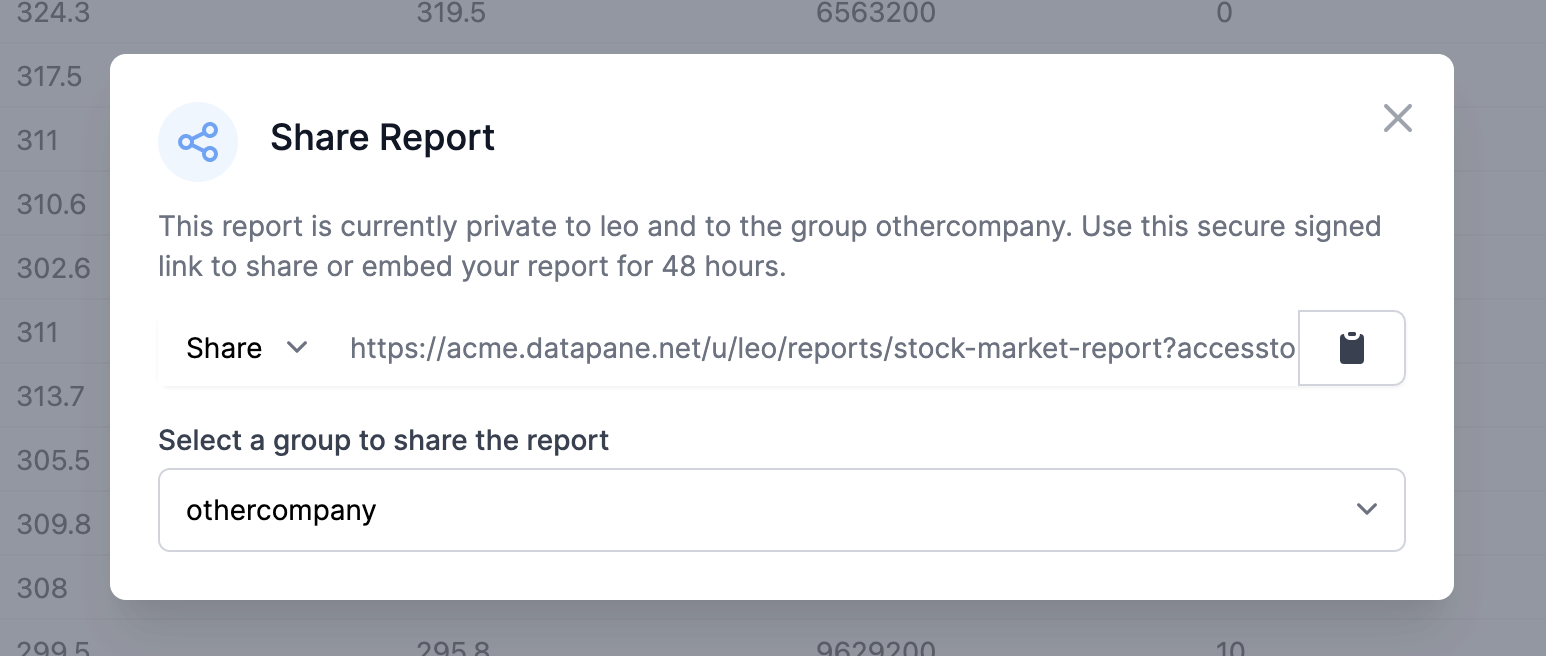 324.3 319.5 6563200 0
317.5
311
310.6
302.6
311
313.7
305.5
309.8
308
299.5 295.8 9629200 10
Share Report
This report is currently private to leo and to the group othercompany. Use this secure signed
link to share or embed your report for 48 hours.
Share https://acme.datapane.net/u/leo/reports/stock-market-report?accessto
Select a group to share the report
othercompany